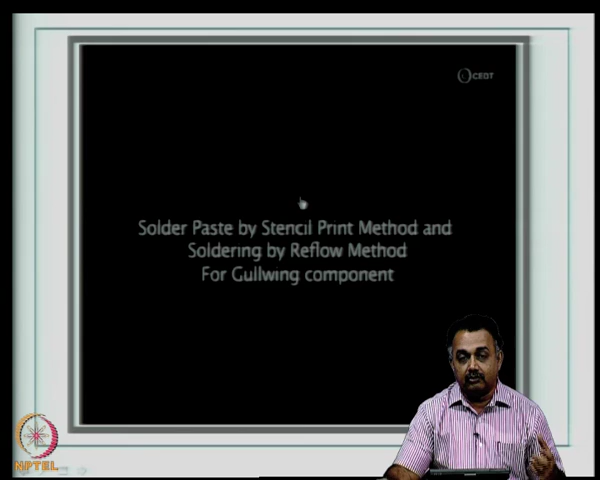 CEDT
Solder Paste by Stencil Print Method and
Soldering by Reflow Method
For Gullwing component
NPTEL